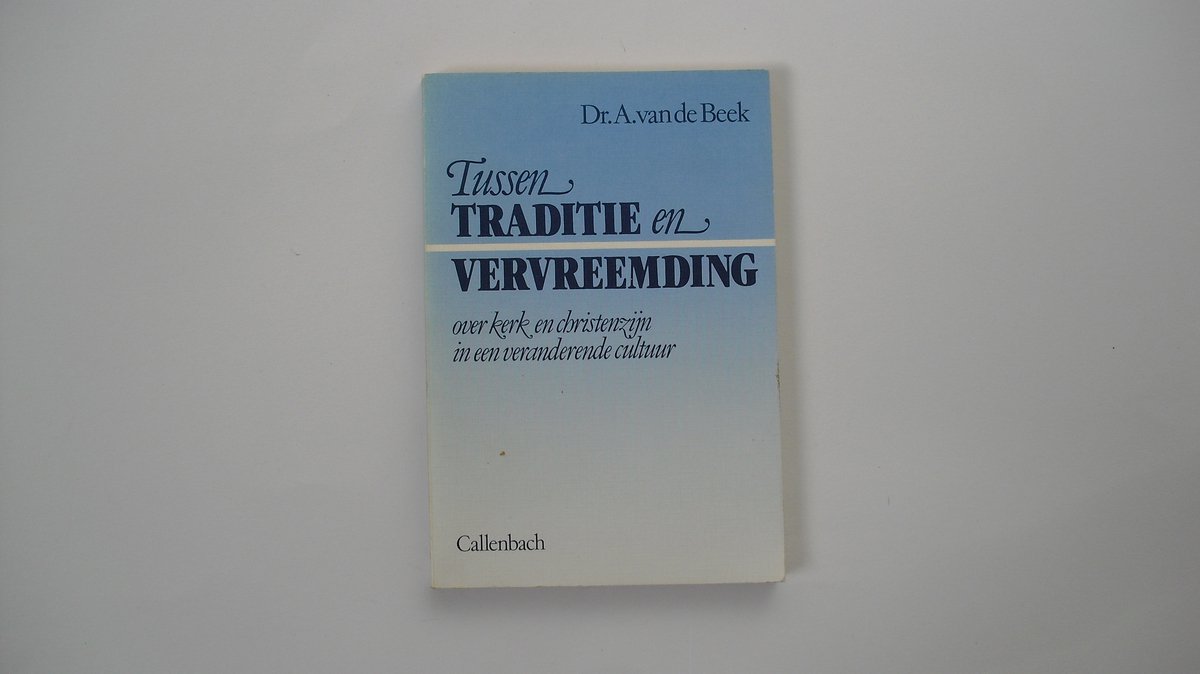 Dr. A. van de Beek
Tussen
TRADITIE en
VERVREEMDING
over kerk en christenzijn
in een veranderende cultuur
Callenbach